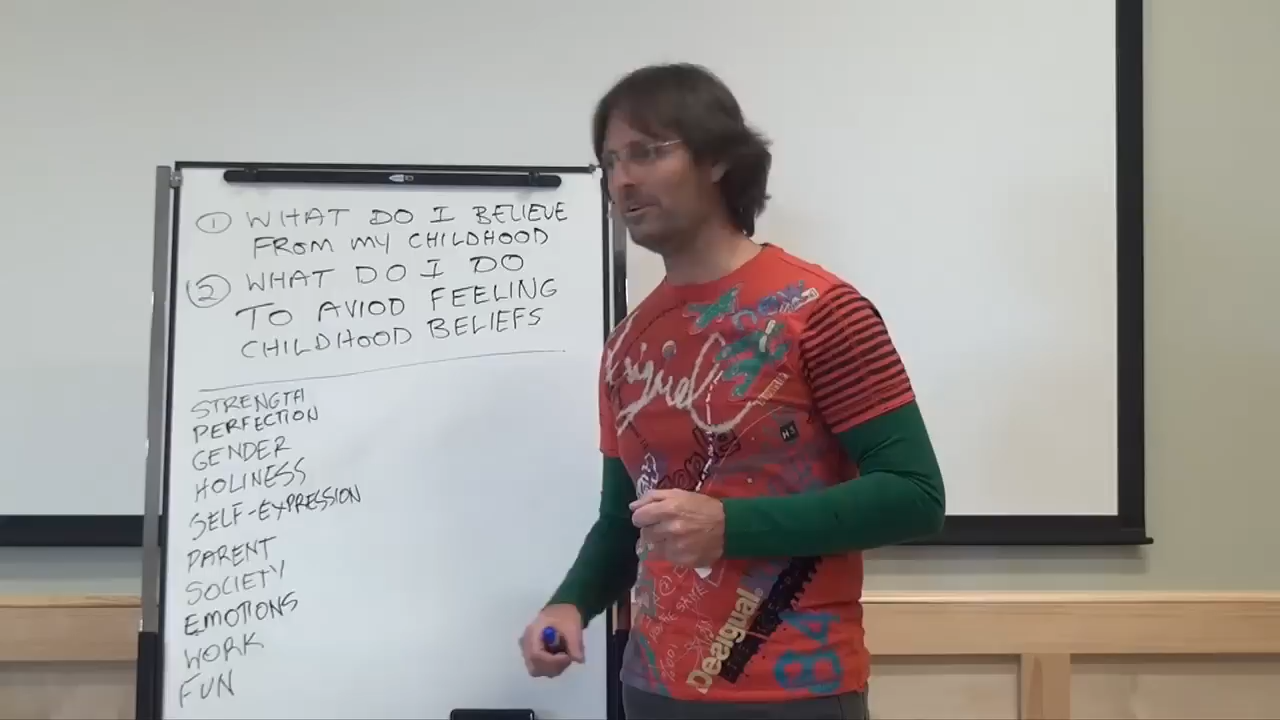 ① WHAT DO I BELIEVE
FROM MY CHILDHOOD
② WHAT DO I DO
TO AVIOD FEELING
CHILDHOOD BELIEFS
STRENGTH
PERFECTION
GENDER
HOLINESS
SELF-EXPRESSION
PARENT
SOCIETY
EMOTIONS
WORK
FUN
Desigual
84